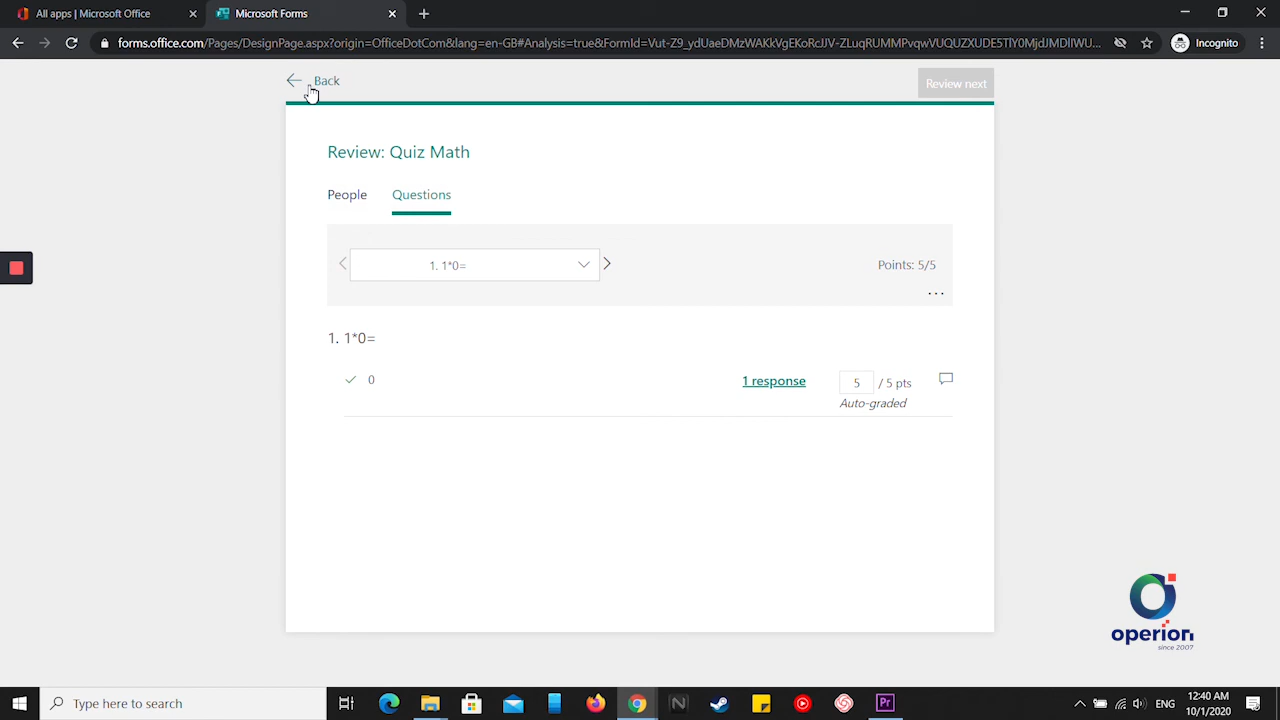 All apps | Microsoft Office
Microsoft Forms
forms.office.com/Pages/DesignPage.aspx?origin=OfficeDotCom&lang=en-GB#Analysis=true&FormId=Vut-Z9_ydUaeDMzWAKkVgEKoRcJJV-ZLuqRUMMPvqwVUQUZXUDE5TlY0MjdJMDlIWU...
Incognito
Back
Review next
Review: Quiz Math
People Questions
1. 1*0=
Points: 5/5
...
1. 1*0=
0
1 response
5 / 5 pts
Auto-graded
operion
since 2007
Type here to search
N
Pr
ENG
12:40 AM
10/1/2020